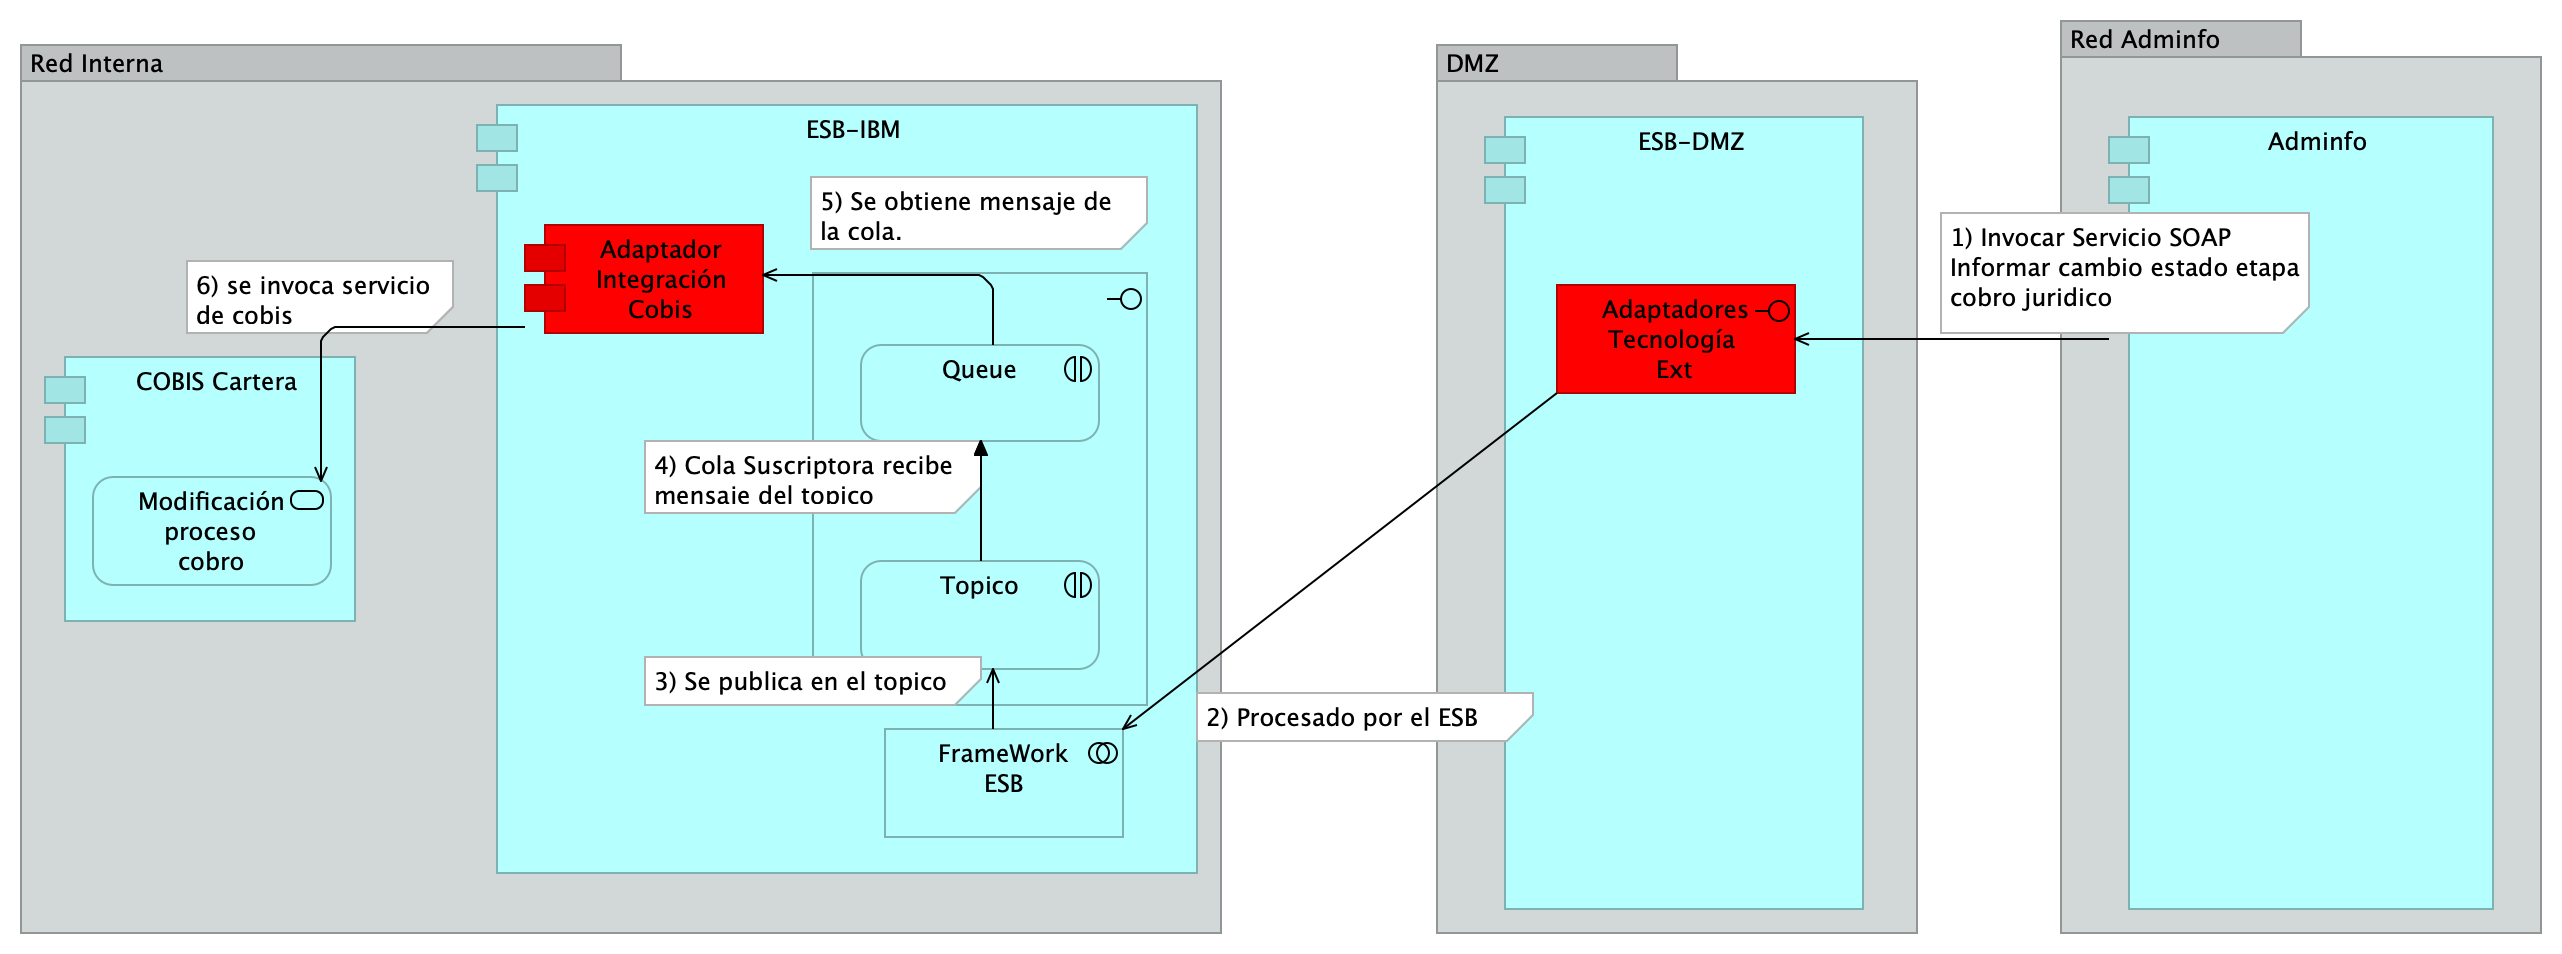 Red Interna
ESB-IBM
5) Se obtiene mensaje de
la cola.
Adaptador
Integración
Cobis
6) se invoca servicio
de cobis
COBIS Cartera
Modificación
proceso
cobro
Queue
4) Cola Suscriptora recibe
mensaje del topico
Topico
3) Se publica en el topico
FrameWork
ESB
2) Procesado por el ESB
DMZ
ESB-DMZ
Adaptadores
Tecnología
Ext
Red Adminfo
Adminfo
1) Invocar Servicio SOAP
Informar cambio estado etapa
cobro juridico